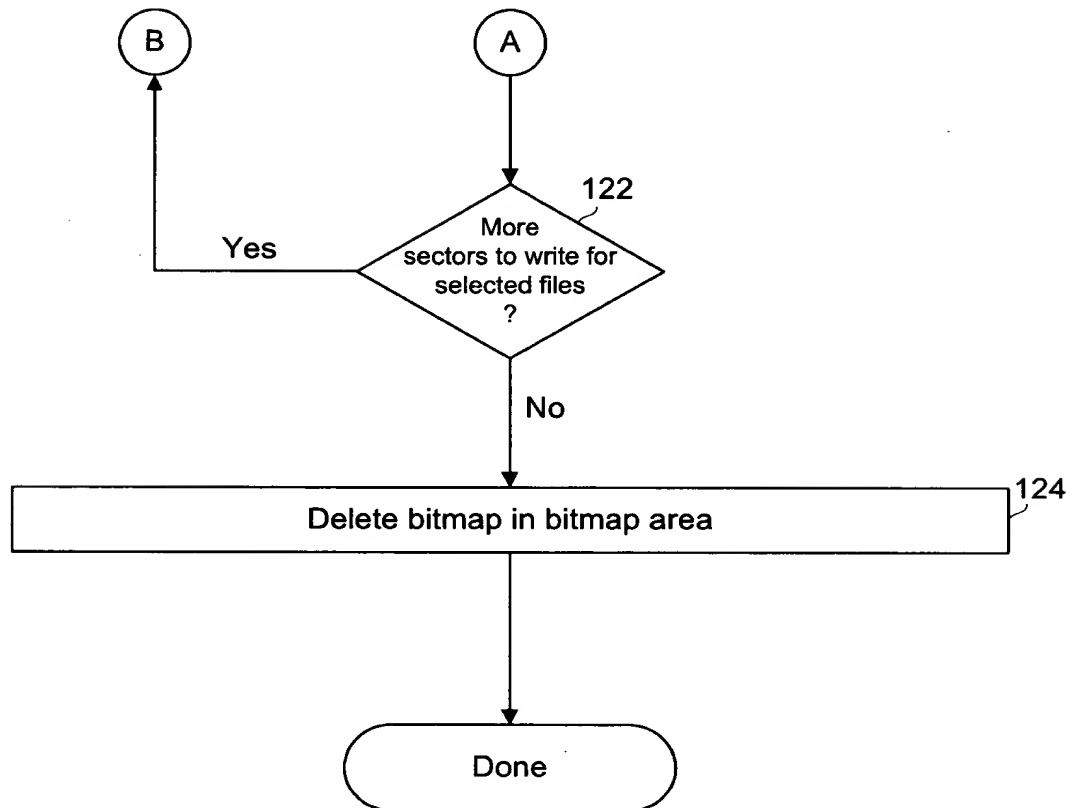 B
A
122
More
sectors to write for
selected files
?
Yes
No
124
Delete bitmap in bitmap area
Done